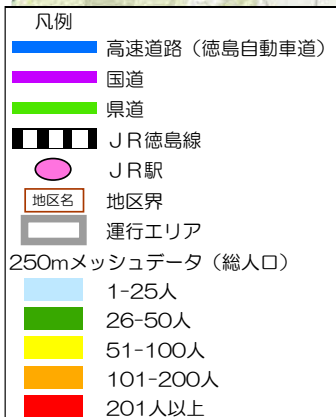 凡例
高速道路（徳島自動車道）
国道
県道
ＪＲ徳島線
ＪＲ駅
地区名 地区界
運行エリア
250mメッシュデータ（総人口）
1-25人
26-50人
51-100人
101-200人
201人以上